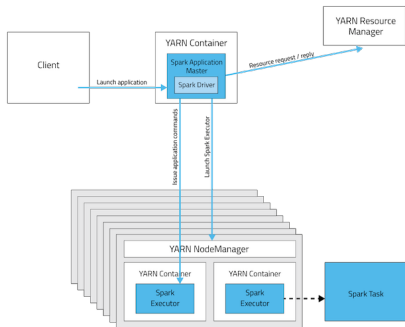 YARN Resource
Manager
YARN Container
Client
Spark Application
Master
Spark Driver
Launch application
Resource request / reply
Issue application commands
Launch Spark Executor
YARN NodeManager
YARN Container
YARN Container
Spark
Executor
Spark
Executor
Spark Task